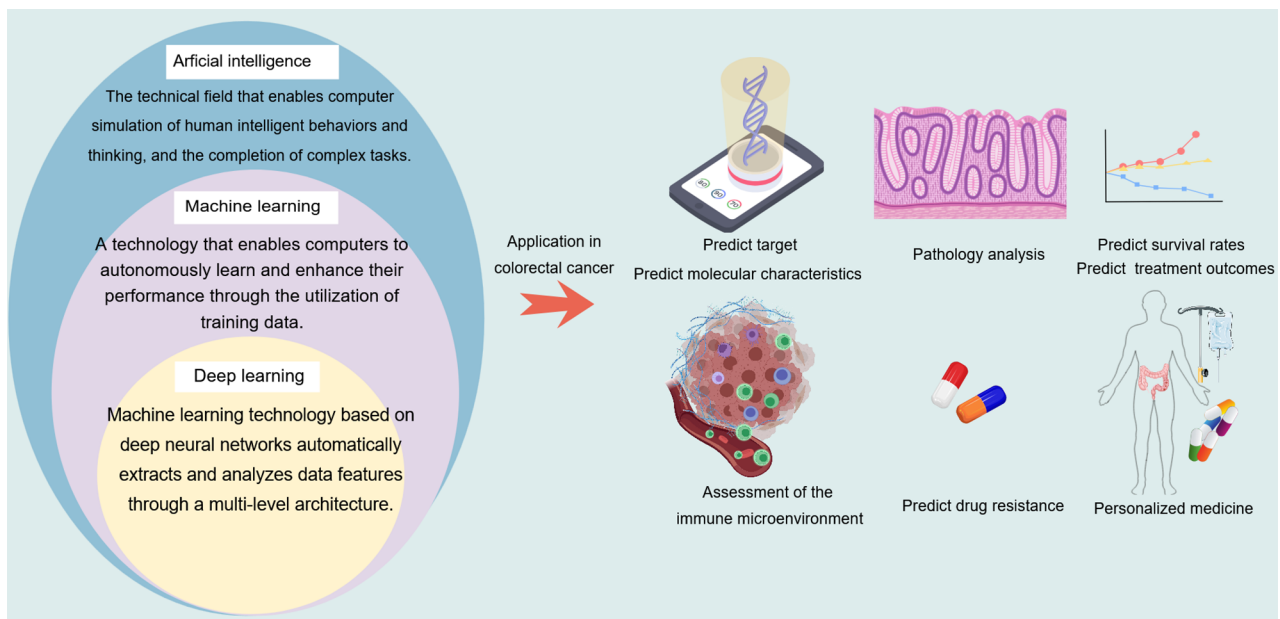 Arficial intelligence
The technical field that enables computer
simulation of human intelligent behaviors and
thinking, and the completion of complex tasks.
Machine learning
A technology that enables computers to
autonomously learn and enhance their
performance through the utilization of
training data.
Deep learning
Machine learning technology based on
deep neural networks automatically
extracts and analyzes data features
through a multi-level architecture.
Application in
colorectal cancer
Predict target
Predict molecular characteristics
Pathology analysis
Predict survival rates
Predict treatment outcomes
Assessment of the
immune microenvironment
Predict drug resistance
Personalized medicine